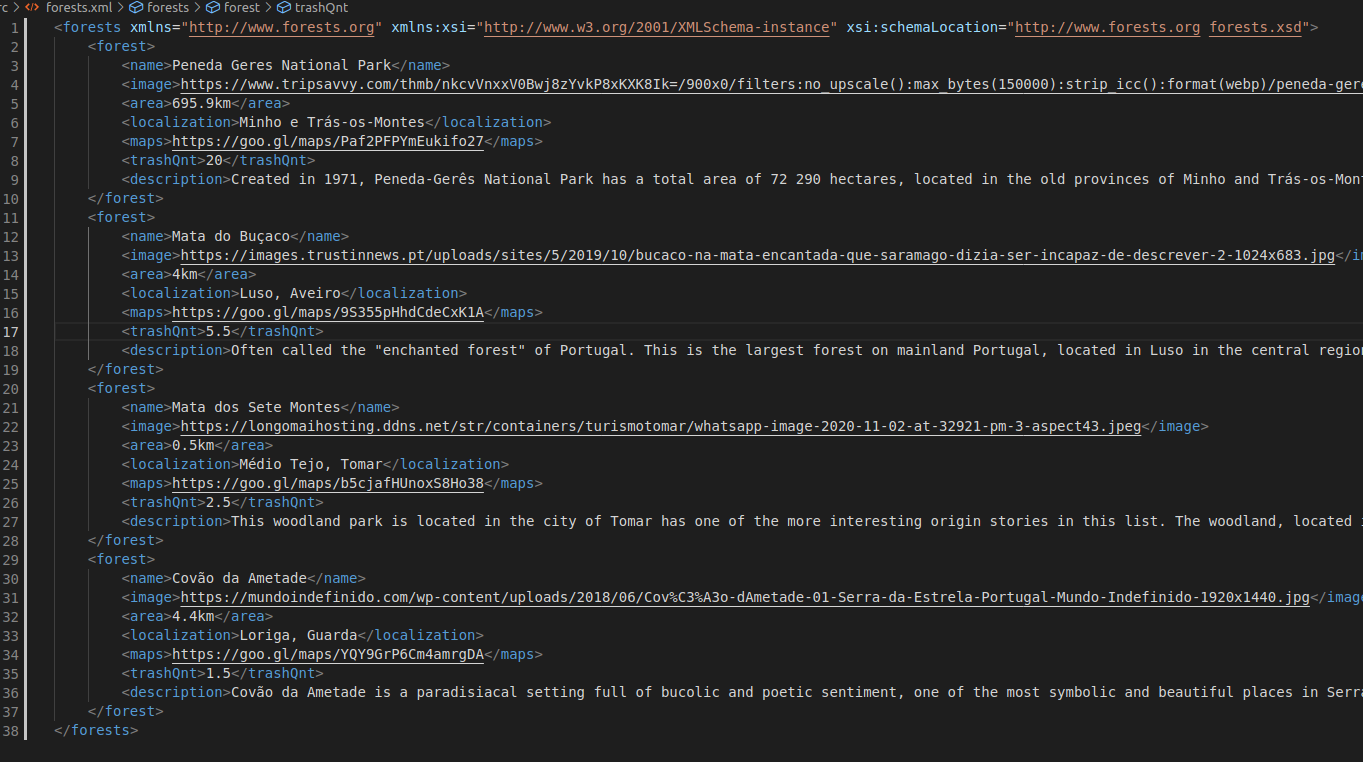 rc > forests.xml > forests > forest > trashQnt
1 <forests xmlns="http://www.forests.org" xmlns:xsi="http://www.w3.org/2001/XMLSchema-instance" xsi:schemaLocation="http://www.forests.org forests.xsd">
2 <forest>
3 <name>Peneda Geres National Park</name>
4 <image>https://www.tripsavvy.com/thmb/nkcvVnxxV0Bwj8zYvkP8xKXK8Ik=/900x0/filters:no_upscale():max_bytes(150000):strip_icc():format(webp)/peneda-ger
5 <area>695.9km</area>
6 <localization>Minho e Trás-os-Montes</localization>
7 <maps>https://goo.gl/maps/Paf2PFPYmEukifo27</maps>
8 <trashQnt>20</trashQnt>
9 <description>Created in 1971, Peneda-Gerês National Park has a total area of 72 290 hectares, located in the old provinces of Minho and Trás-os-Mon
10 </forest>
11 <forest>
12 <name>Mata do Buçaco</name>
13 <image>https://images.trustinnews.pt/uploads/sites/5/2019/10/bucaco-na-mata-encantada-que-saramago-dizia-ser-incapaz-de-descrever-2-1024x683.jpg</i
14 <area>4km</area>
15 <localization>Luso, Aveiro</localization>
16 <maps>https://goo.gl/maps/9S355pHhdCdeCxK1A</maps>
17 <trashQnt>5.5</trashQnt>
18 <description>Often called the "enchanted forest" of Portugal. This is the largest forest on mainland Portugal, located in Luso in the central regio
19 </forest>
20 <forest>
21 <name>Mata dos Sete Montes</name>
22 <image>https://longomaihosting.ddns.net/str/containers/turismotomar/whatsapp-image-2020-11-02-at-32921-pm-3-aspect43.jpeg</image>
23 <area>0.5km</area>
24 <localization>Médio Tejo, Tomar</localization>
25 <maps>https://goo.gl/maps/b5cjafHUnoxS8Ho38</maps>
26 <trashQnt>2.5</trashQnt>
27 <description>This woodland park is located in the city of Tomar has one of the more interesting origin stories in this list. The woodland, located
28 </forest>
29 <forest>
30 <name>Covão da Ametade</name>
31 <image>https://mundoindefinido.com/wp-content/uploads/2018/06/Cov%C3%A3o-dAmetade-01-Serra-da-Estrela-Portugal-Mundo-Indefinido-1920x1440.jpg</imag
32 <area>4.4km</area>
33 <localization>Loriga, Guarda</localization>
34 <maps>https://goo.gl/maps/YQY9GrP6Cm4amrgDA</maps>
35 <trashQnt>1.5</trashQnt>
36 <description>Covão da Ametade is a paradisiacal setting full of bucolic and poetic sentiment, one of the most symbolic and beautiful places in Serr
37 </forest>
38 </forests>